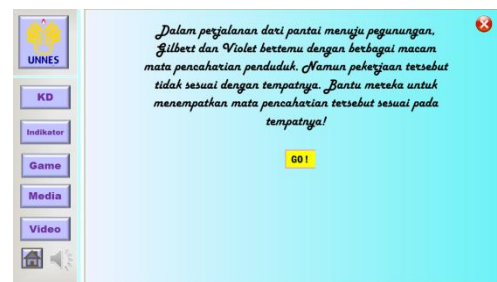 UNNES
KD
Indikator
Game
Media
Video
Dalam perjalanan dari pantai menuju pegunungan,
Gilbert dan Violet bertemu dengan berbagai macam
mata pencaharian penduduk. Namun pekerjaan tersebut
tidak sesuai dengan tempatnya. Bantu mereka untuk
menempatkan mata pencaharian tersebut sesuai pada
tempatnya!
GO !